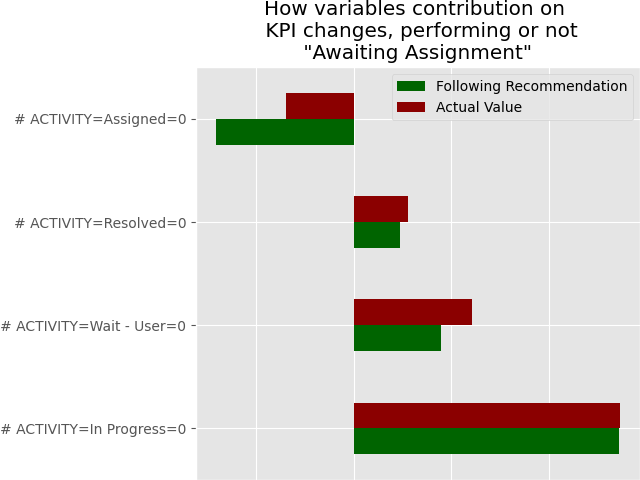 How variables contribution on
KPI changes, performing or not
"Awaiting Assignment"
Following Recommendation
Actual Value
# ACTIVITY=Assigned=0
# ACTIVITY=Resolved=0
# ACTIVITY=Wait - User=0
# ACTIVITY=In Progress=0